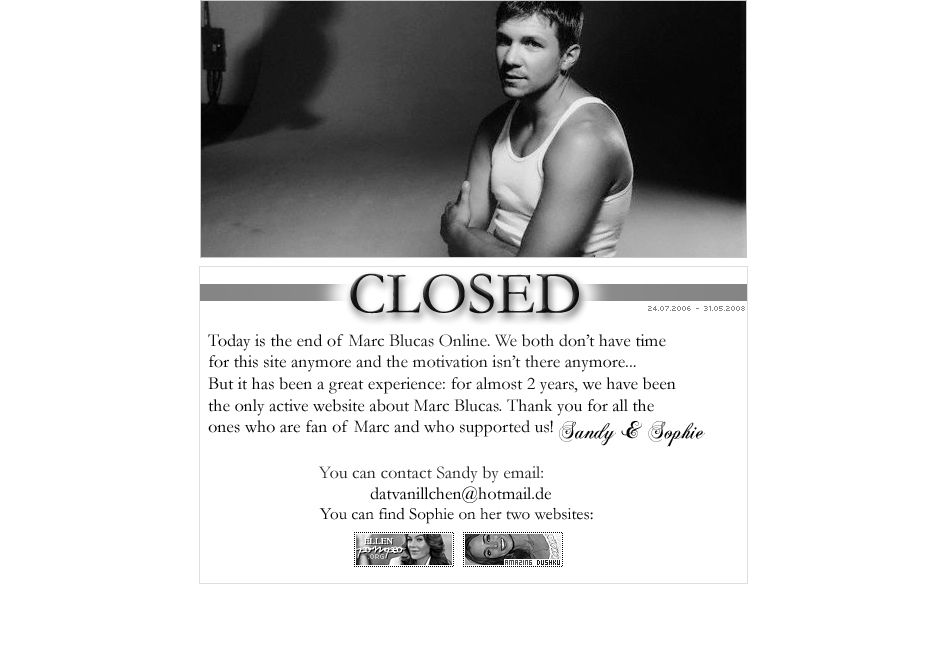 CLOSED
24.07.2006 - 31.05.2008
Today is the end of Marc Blucas Online. We both don't have time
for this site anymore and the motivation isn't there anymore...
But it has been a great experience: for almost 2 years, we have been
the only active website about Marc Blucas. Thank you for all the
ones who are fan of Marc and who supported us! Sandy & Sophie
You can contact Sandy by email:
datvanillchen@hotmail.de
You can find Sophie on her two websites:
ELLEN
POMPEO
.ORG
AMAZING DUSHKU